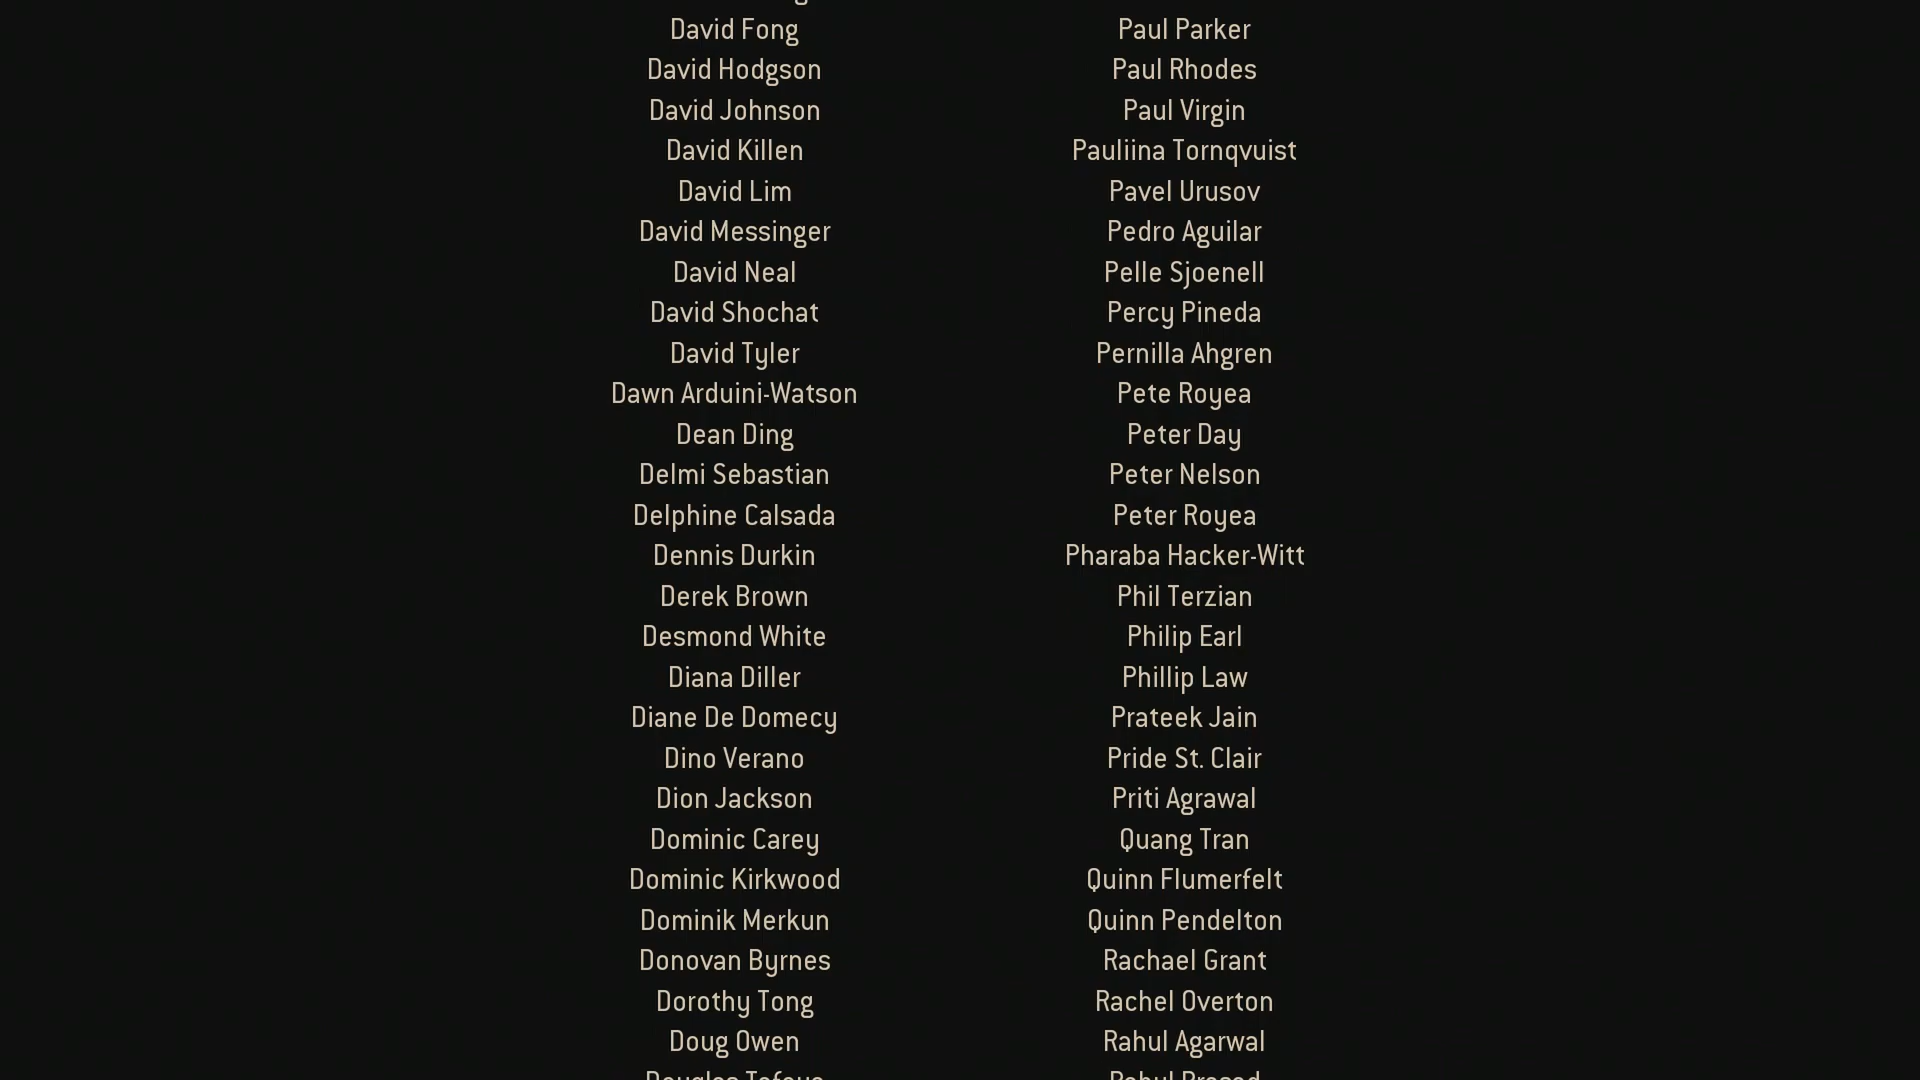 David Fong
David Hodgson
David Johnson
David Killen
David Lim
David Messinger
David Neal
David Shochat
David Tyler
Dawn Arduini-Watson
Dean Ding
Delmi Sebastian
Delphine Calsada
Dennis Durkin
Derek Brown
Desmond White
Diana Diller
Diane De Domecy
Dino Verano
Dion Jackson
Dominic Carey
Dominic Kirkwood
Dominik Merkun
Donovan Byrnes
Dorothy Tong
Doug Owen
Paul Parker
Paul Rhodes
Paul Virgin
Pauliina Tornqvuist
Pavel Urusov
Pedro Aguilar
Pelle Sjoenell
Percy Pineda
Pernilla Ahgren
Pete Royea
Peter Day
Peter Nelson
Peter Royea
Pharaba Hacker-Witt
Phil Terzian
Philip Earl
Phillip Law
Prateek Jain
Pride St. Clair
Priti Agrawal
Quang Tran
Quinn Flumerfelt
Quinn Pendelton
Rachael Grant
Rachel Overton
Rahul Agarwal